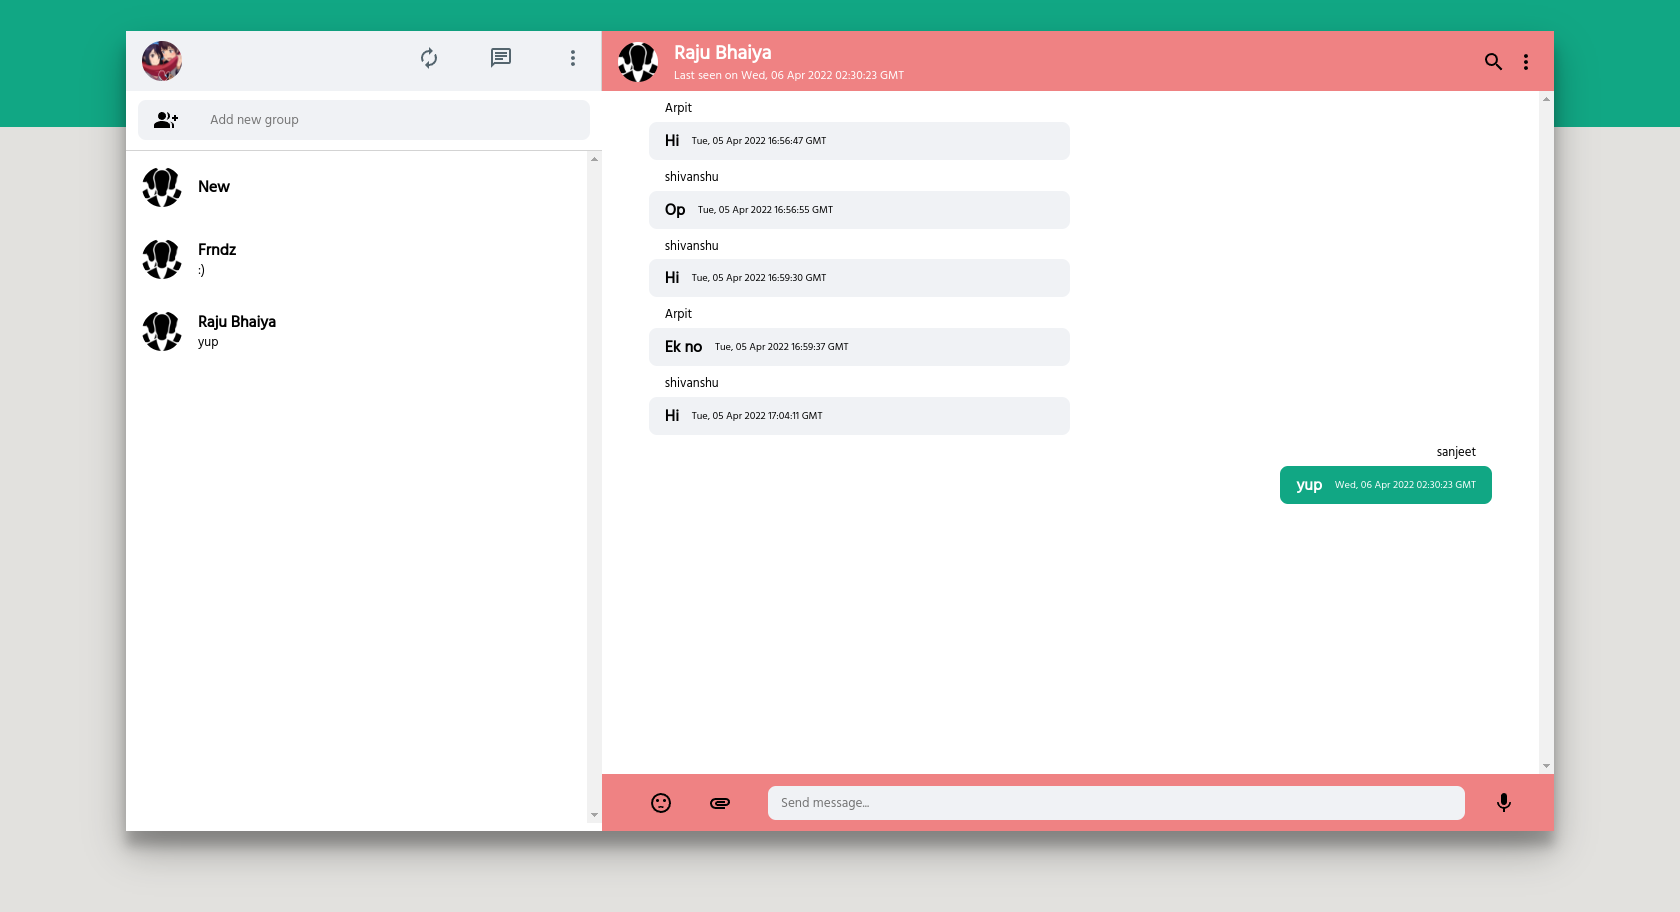 Add new group
New
Frndz
:)
Raju Bhaiya
yup
Raju Bhaiya
Last seen on Wed, 06 Apr 2022 02:30:23 GMT
Arpit
Hi Tue, 05 Apr 2022 16:56:47 GMT
shivanshu
Op Tue, 05 Apr 2022 16:56:55 GMT
shivanshu
Hi Tue, 05 Apr 2022 16:59:30 GMT
Arpit
Ek no Tue, 05 Apr 2022 16:59:37 GMT
shivanshu
Hi Tue, 05 Apr 2022 17:04:11 GMT
sanjeet
yup Wed, 06 Apr 2022 02:30:23 GMT
Send message...